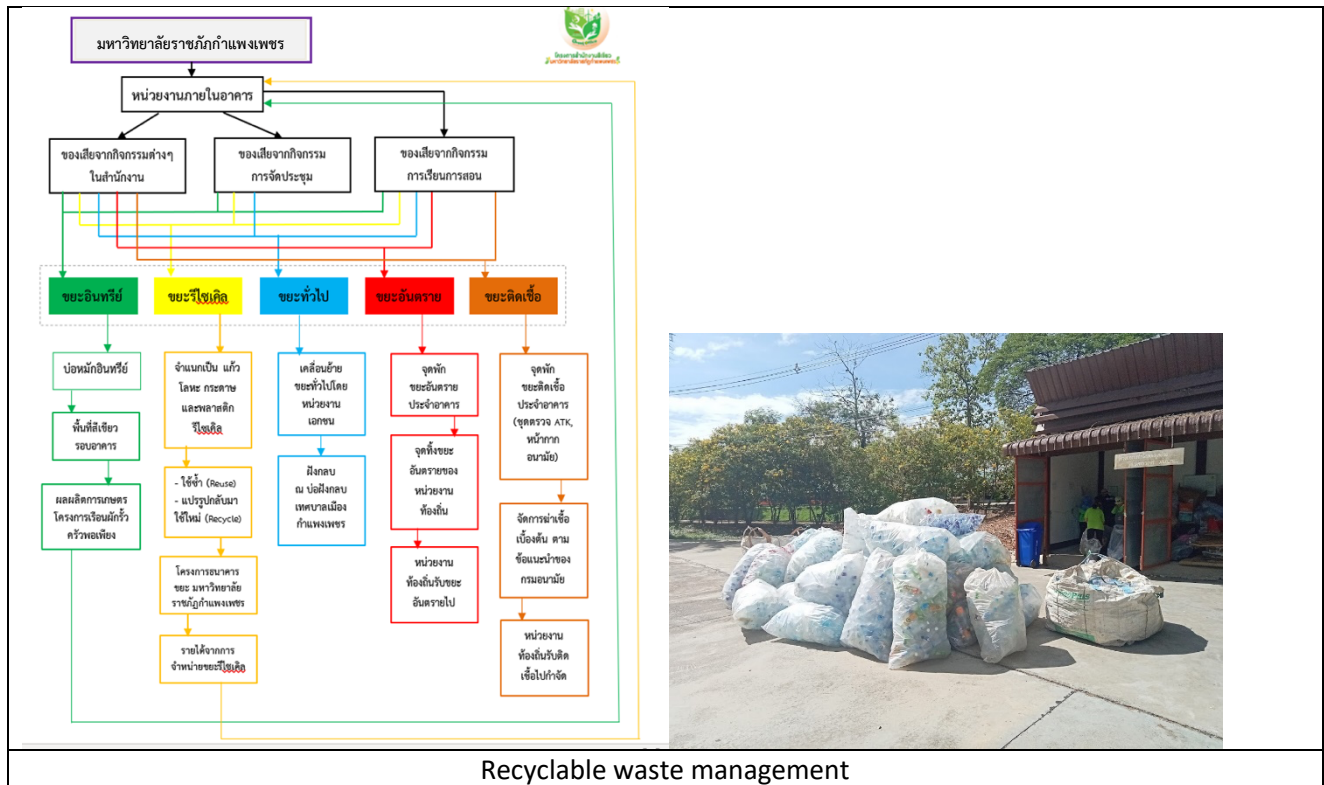 มหาวิทยาลัยราชภัฏกำแพงเพชร
หน่วยงานภายในอาคาร
ของเสียจากกิจกรรมต่างๆ
ในสำนักงาน
ของเสียจากกิจกรรม
การจัดประชุม
ของเสียจากกิจกรรม
การเรียนการสอน
ขยะอินทรีย์
ขยะรีไซเคิล
ขยะทั่วไป
ขยะอันตราย
ขยะติดเชื้อ
บ่อหมักอินทรีย์
พื้นที่สีเขียว
รอบอาคาร
ผลผลิตการเกษตร
โครงการเรือนผักรั้ว
ครัวพอเพียง
จำแนกเป็น แก้ว
โลหะ กระดาษ
และพลาสติก
รีไซเคิล
- ใช้ซ้ำ (Reuse)
- แปรรูปกลับมา
ใช้ใหม่ (Recycle)
โครงการธนาคาร
ขยะ มหาวิทยาลัย
ราชภัฏกำแพงเพชร
รายได้จากการ
จำหน่ายขยะรีไซเคิล
เคลื่อนย้าย
ขยะทั่วไปโดย
หน่วยงาน
เอกชน
ฝังกลบ
ณ บ่อฝังกลบ
เทศบาลเมือง
กำแพงเพชร
จุดพัก
ขยะอันตราย
ประจำอาคาร
จุดทิ้งขยะ
อันตรายของ
หน่วยงาน
ท้องถิ่น
หน่วยงาน
ท้องถิ่นรับขยะ
อันตรายไป
จุดพัก
ขยะติดเชื้อ
ประจำอาคาร
(ชุดตรวจ ATK,
หน้ากาก
อนามัย)
จัดการฆ่าเชื้อ
เบื้องต้น ตาม
ข้อแนะนำของ
กรมอนามัย
หน่วยงาน
ท้องถิ่นรับติด
เชื้อไปกำจัด
Recyclable waste management